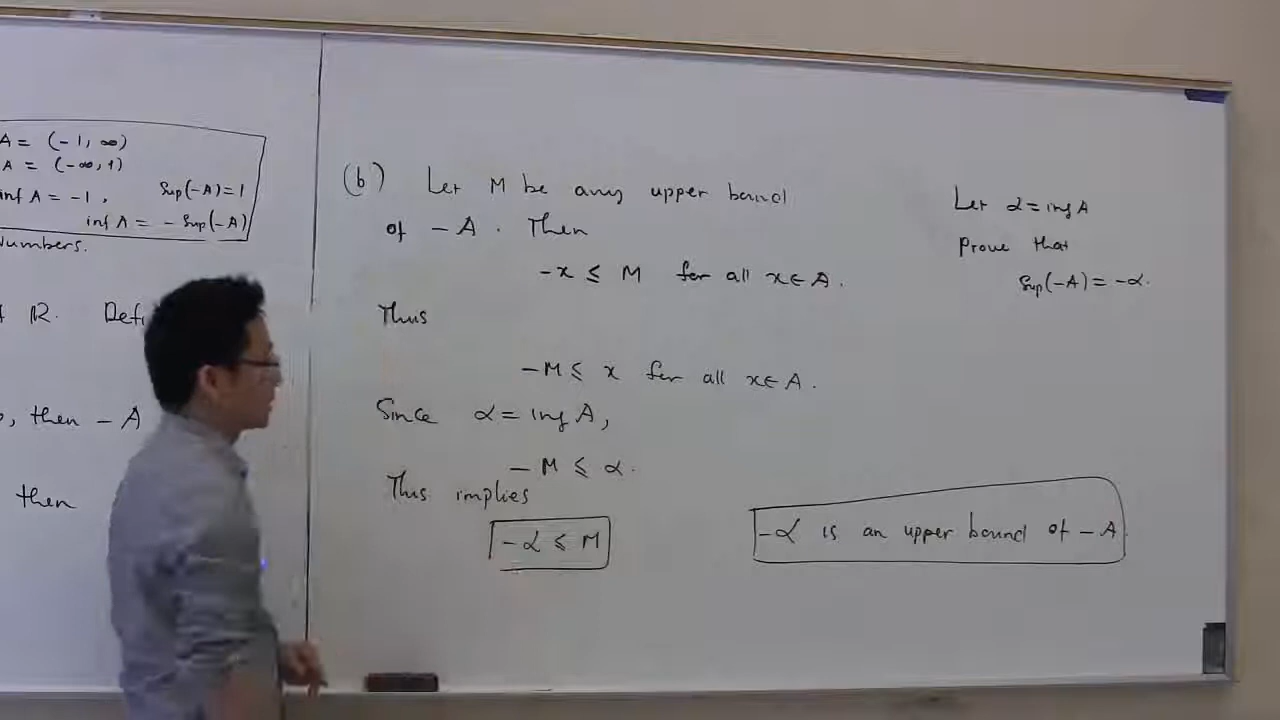 A = (-1, ∞)
A = (-∞, 1)
inf A = -1, Sup(-A) = 1
inf A = - Sup(-A)
Numbers.
R. Defi
, then - A
then
(b) Let M be any upper bound
of - A. Then
-x ≤ M for all x ∈ A.
Thus
-M ≤ x for all x ∈ A.
Since α = inf A,
- M ≤ α.
This implies
-α ≤ M
Let α = inf A
Prove that
Sup(-A) = -α.
-α is an upper bound of - A.